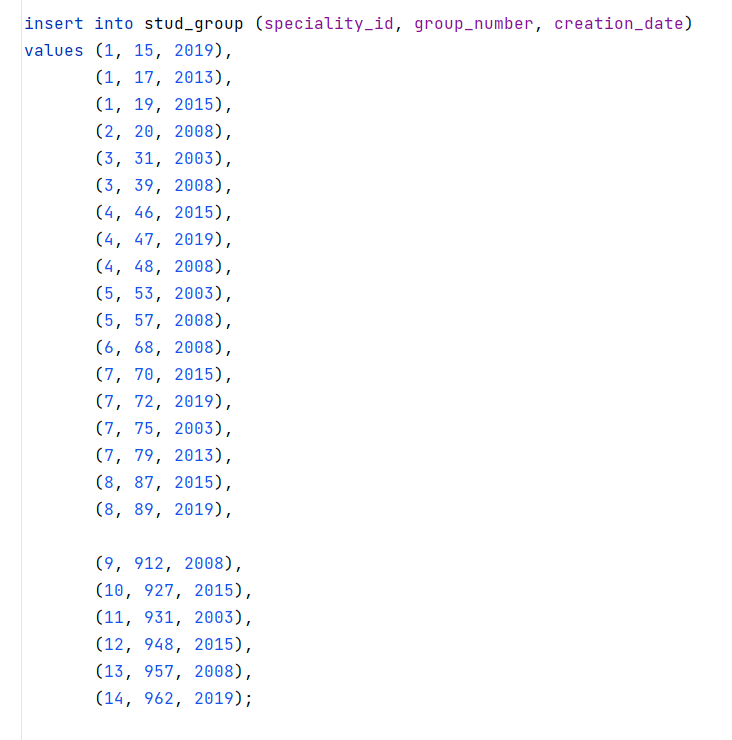 insert into stud_group (speciality_id, group_number, creation_date)
values (1, 15, 2019),
(1, 17, 2013),
(1, 19, 2015),
(2, 20, 2008),
(3, 31, 2003),
(3, 39, 2008),
(4, 46, 2015),
(4, 47, 2019),
(4, 48, 2008),
(5, 53, 2003),
(5, 57, 2008),
(6, 68, 2008),
(7, 70, 2015),
(7, 72, 2019),
(7, 75, 2003),
(7, 79, 2013),
(8, 87, 2015),
(8, 89, 2019),
(9, 912, 2008),
(10, 927, 2015),
(11, 931, 2003),
(12, 948, 2015),
(13, 957, 2008),
(14, 962, 2019);